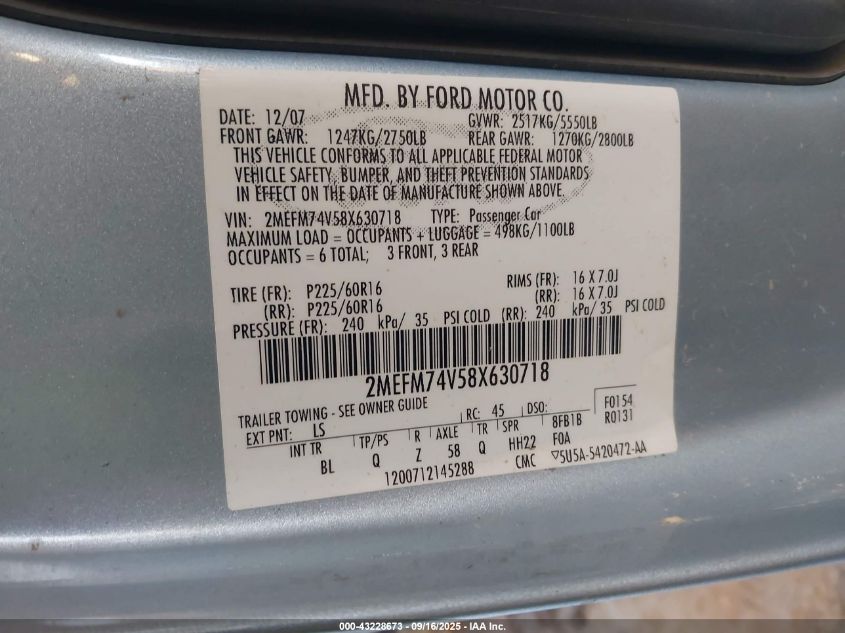 MFD. BY FORD MOTOR CO.
DATE: 12/07 GVWR: 2517KG/5550LB
FRONT GAWR: 1247KG/2750LB REAR GAWR: 1270KG/2800LB
THIS VEHICLE CONFORMS TO ALL APPLICABLE FEDERAL MOTOR
VEHICLE SAFETY, BUMPER, AND THEFT PREVENTION STANDARDS
IN EFFECT ON THE DATE OF MANUFACTURE SHOWN ABOVE.
VIN: 2MEFM74V58X630718 TYPE: Passenger Car
MAXIMUM LOAD = OCCUPANTS + LUGGAGE = 498KG/1100LB
OCCUPANTS = 6 TOTAL; 3 FRONT, 3 REAR
TIRE (FR): P225/60R16 RIMS (FR): 16 X 7.0J
(RR): P225/60R16 (RR): 16 X 7.0J
PRESSURE (FR): 240 kPa/ 35 PSI COLD (RR): 240 kPa/ 35 PSI COLD
2MEFM74V58X630718
TRAILER TOWING - SEE OWNER GUIDE
EXT PNT: LS RC: 45 DSO: F0154
R0131
INT TR TP/PS R AXLE TR SPR 8FB1B
BL Q Z 58 Q HH22 FOA
1200712145288 CMC ▽5U5A-5420472-AA
000-43228673 - 09/16/2025 - IAA Inc.